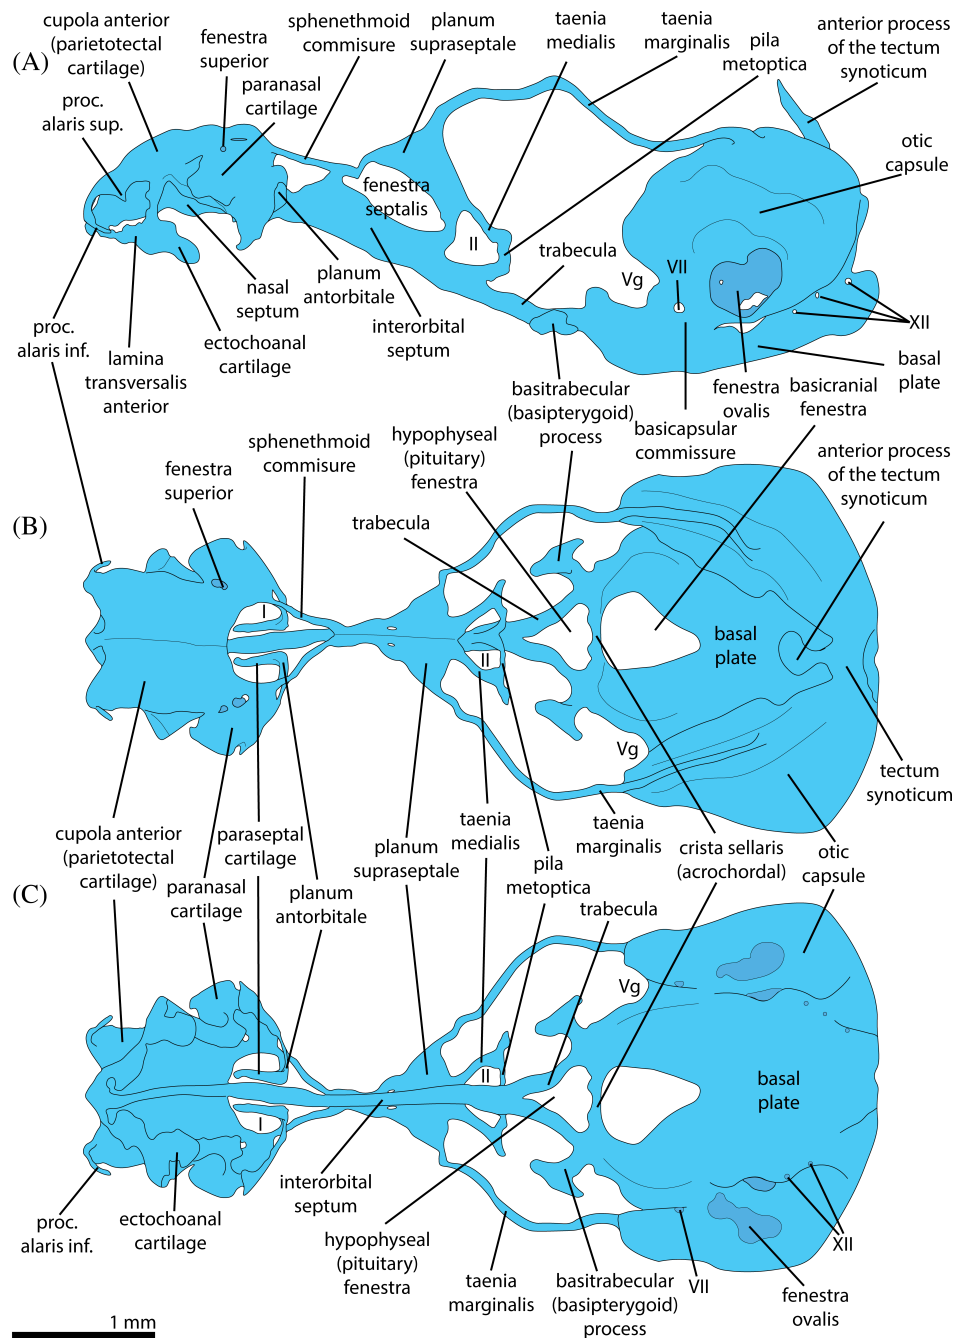 (A)
cupola anterior
(parietotectal
cartilage)
fenestra
superior
sphenethmoid
commisure
planum
supraseptale
taenia
medialis
taenia
marginalis
pila
metoptica
anterior process
of the tectum
synoticum
proc.
alaris sup.
paranasal
cartilage
otic
capsule
fenestra
septalis
II
trabecula
Vg
VII
XII
proc.
alaris inf.
lamina
transversalis
anterior
nasal
septum
ectochoanal
cartilage
planum
antorbitale
interorbital
septum
basitrabecular
(basipterygoid)
process
basicapsular
commissure
fenestra
ovalis
basicranial
fenestra
basal
plate
(B)
fenestra
superior
sphenethmoid
commisure
hypophyseal
(pituitary)
fenestra
trabecula
anterior process
of the tectum
synoticum
I
II
Vg
basal
plate
tectum
synoticum
cupola anterior
(parietotectal
cartilage)
paranasal
cartilage
paraseptal
cartilage
planum
antorbitale
planum
supraseptale
taenia
medialis
pila
metoptica
taenia
marginalis
crista sellaris
(acrochordal)
otic
capsule
(C)
trabecula
Vg
II
I
basal
plate
proc.
alaris inf.
ectochoanal
cartilage
interorbital
septum
hypophyseal
(pituitary)
fenestra
taenia
marginalis
basitrabecular
(basipterygoid)
process
VII
fenestra
ovalis
XII
1 mm